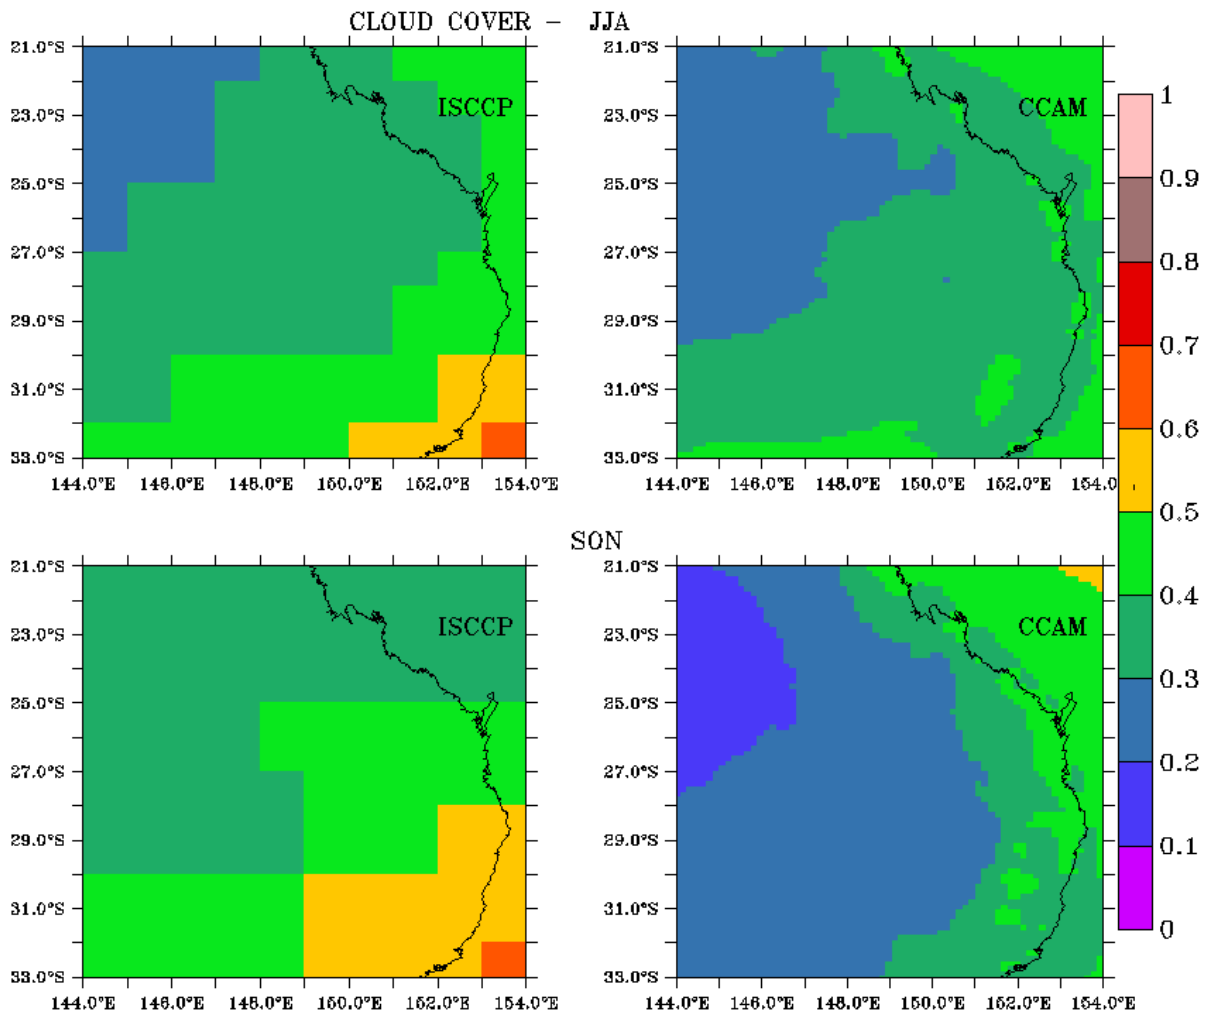 CLOUD COVER - JJA
21.0°S
23.0°S
25.0°S
27.0°S
29.0°S
31.0°S
33.0°S
144.0°E 146.0°E 148.0°E 150.0°E 152.0°E 154.0°E
ISCCP
21.0°S
23.0°S
25.0°S
27.0°S
29.0°S
31.0°S
33.0°S
144.0°E 146.0°E 148.0°E 150.0°E 152.0°E 154.0
CCAM
1
0.9
0.8
0.7
0.6
0.5
0.4
0.3
0.2
0.1
0
SON
21.0°S
23.0°S
25.0°S
27.0°S
29.0°S
31.0°S
33.0°S
144.0°E 146.0°E 148.0°E 150.0°E 152.0°E 154.0°E
ISCCP
21.0°S
23.0°S
25.0°S
27.0°S
29.0°S
31.0°S
33.0°S
144.0°E 146.0°E 148.0°E 150.0°E 152.0°E 154.0°E
CCAM